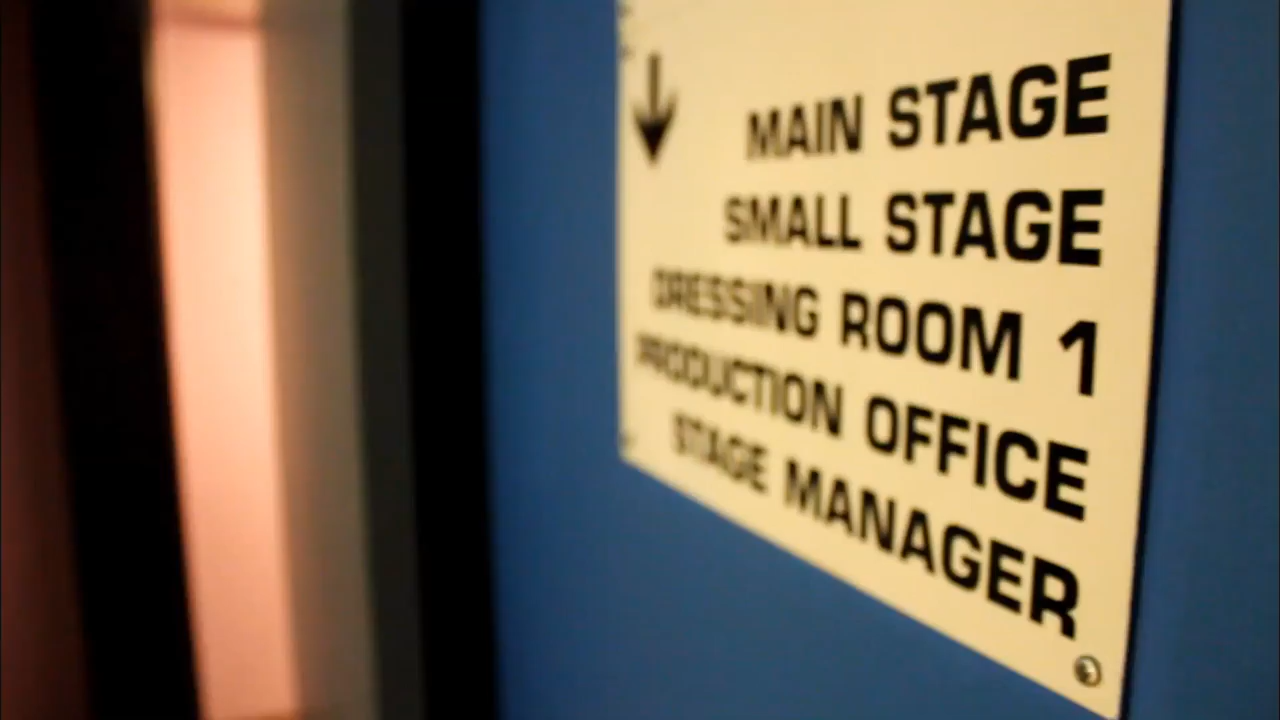 MAIN STAGE
SMALL STAGE
DRESSING ROOM 1
PRODUCTION OFFICE
STAGE MANAGER